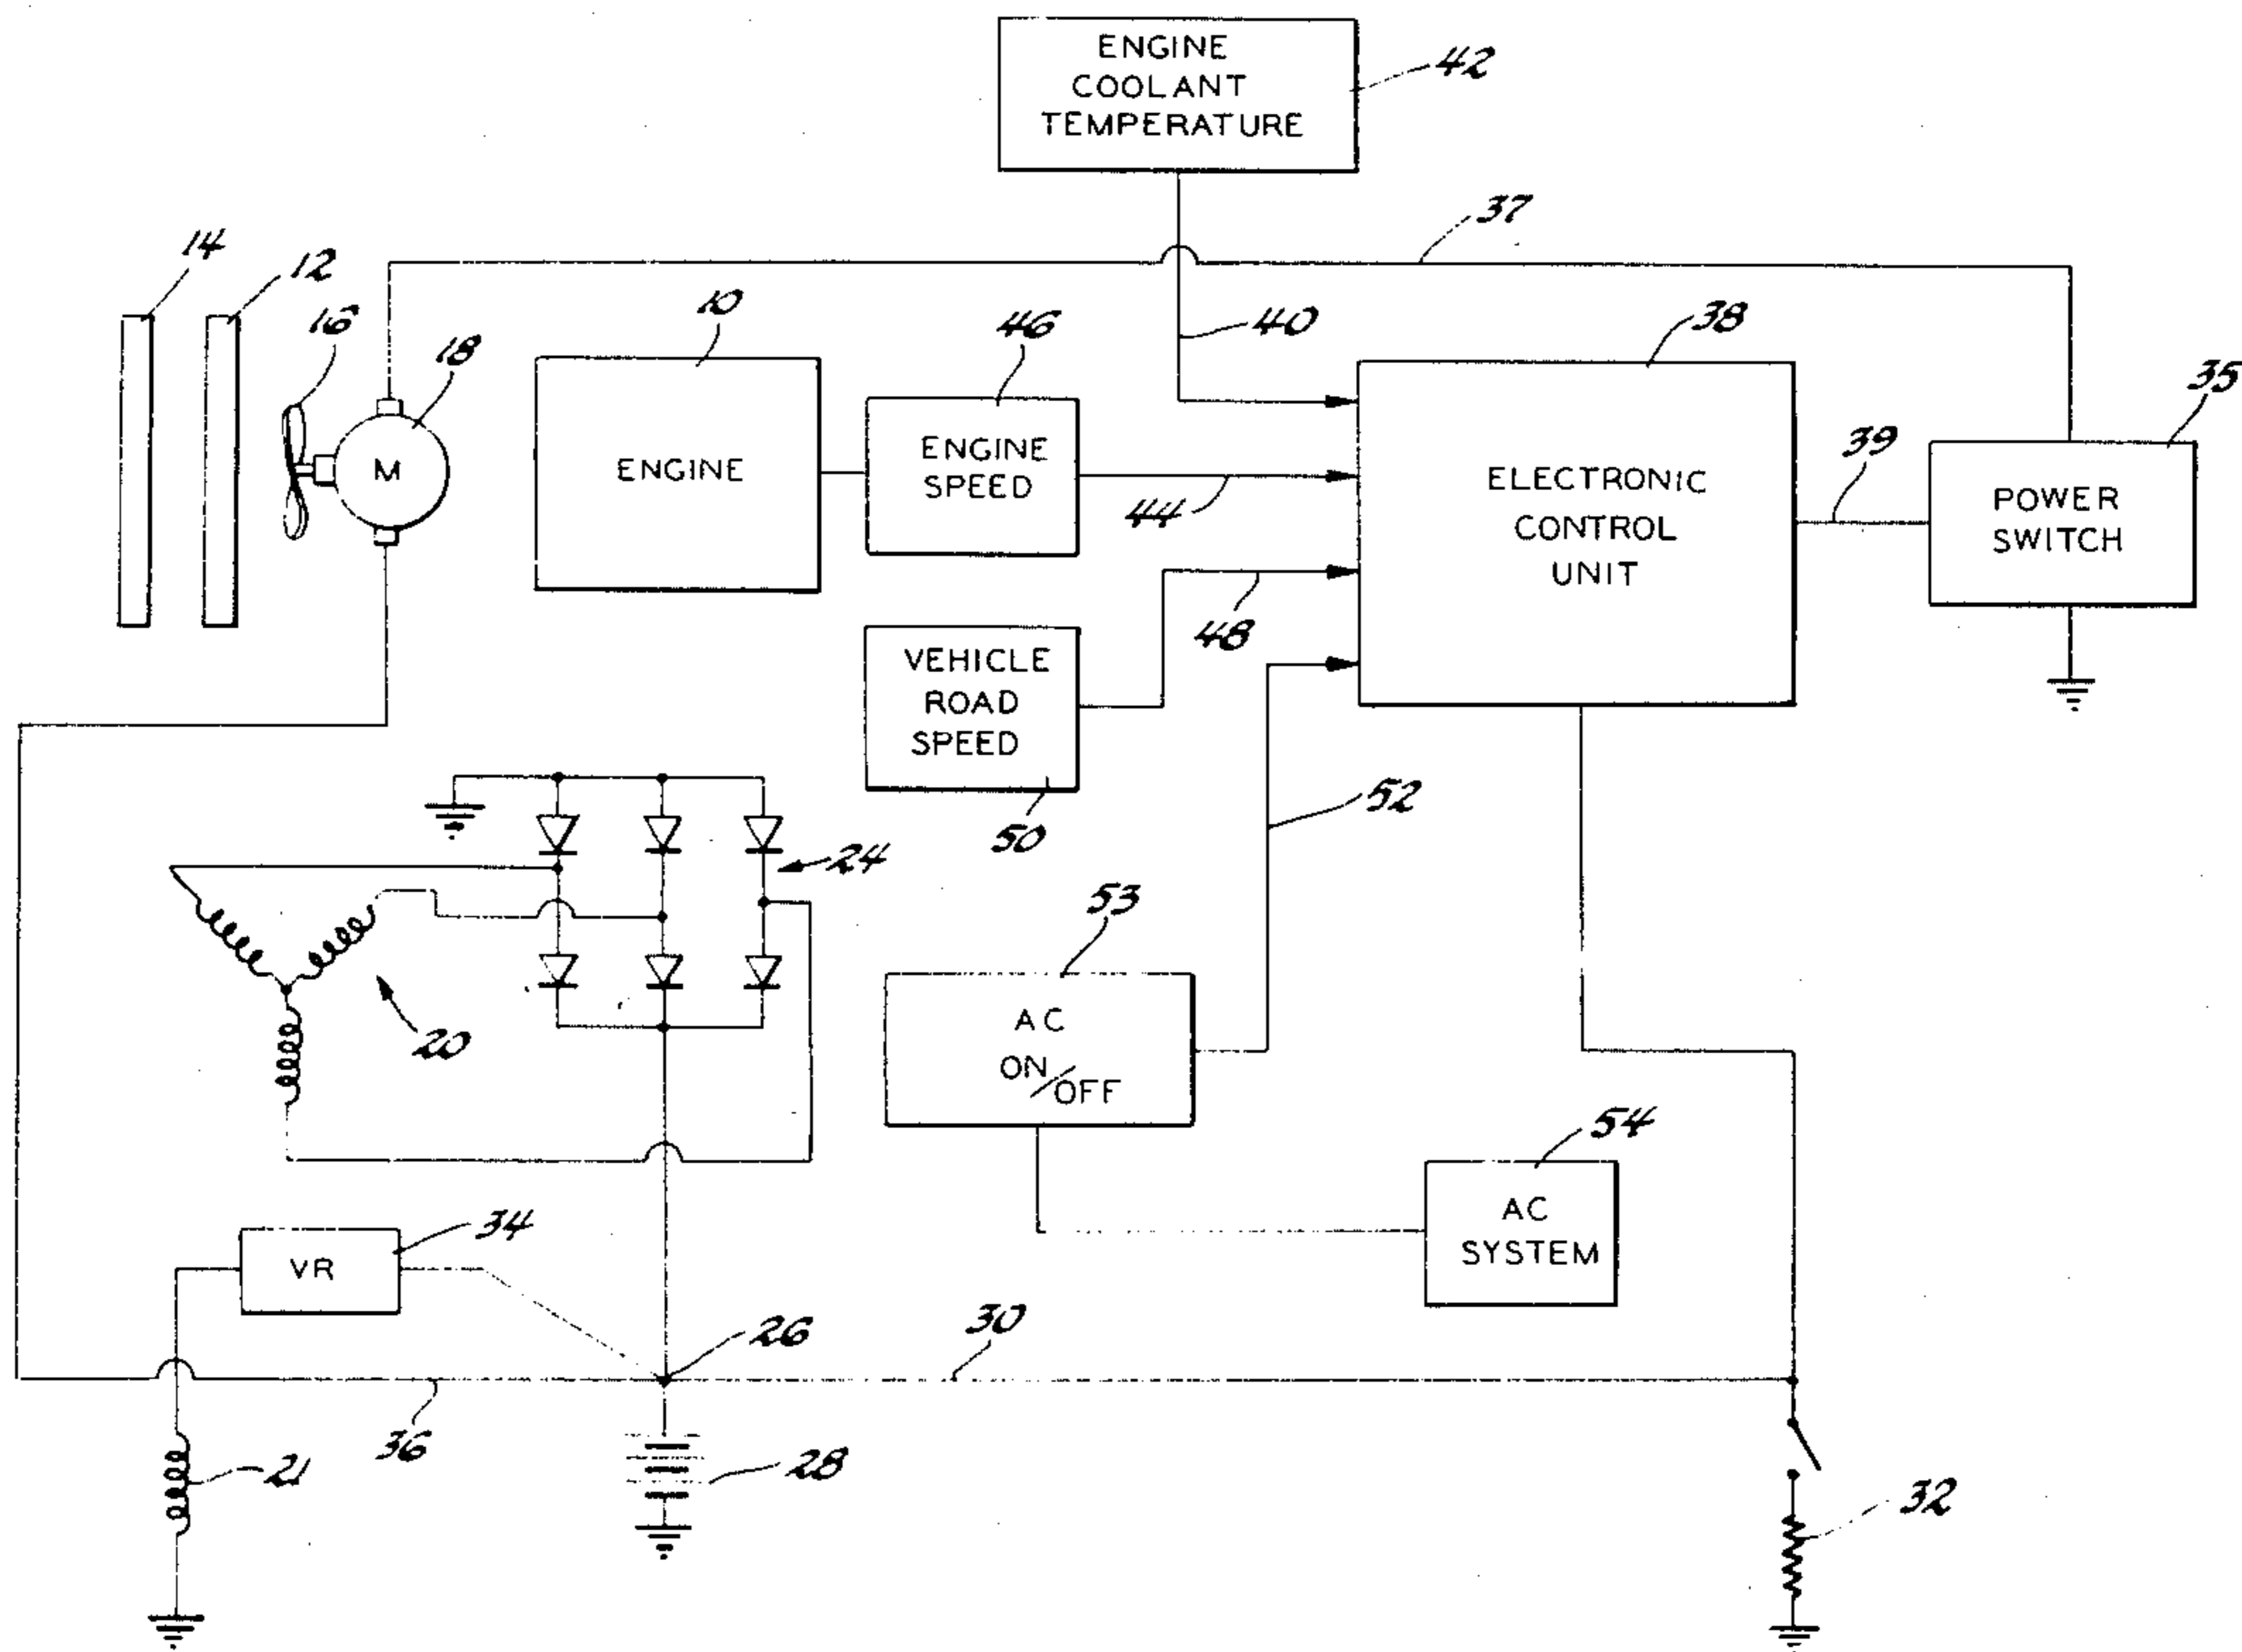 ENGINE
COOLANT
TEMPERATURE
42
37
14
12
16
18
M
10
ENGINE
46
ENGINE
SPEED
40
44
38
ELECTRONIC
CONTROL
UNIT
39
35
POWER
SWITCH
48
VEHICLE
ROAD
SPEED
50
52
24
20
53
AC
ON/OFF
54
AC
SYSTEM
34
VR
26
30
36
21
28
32